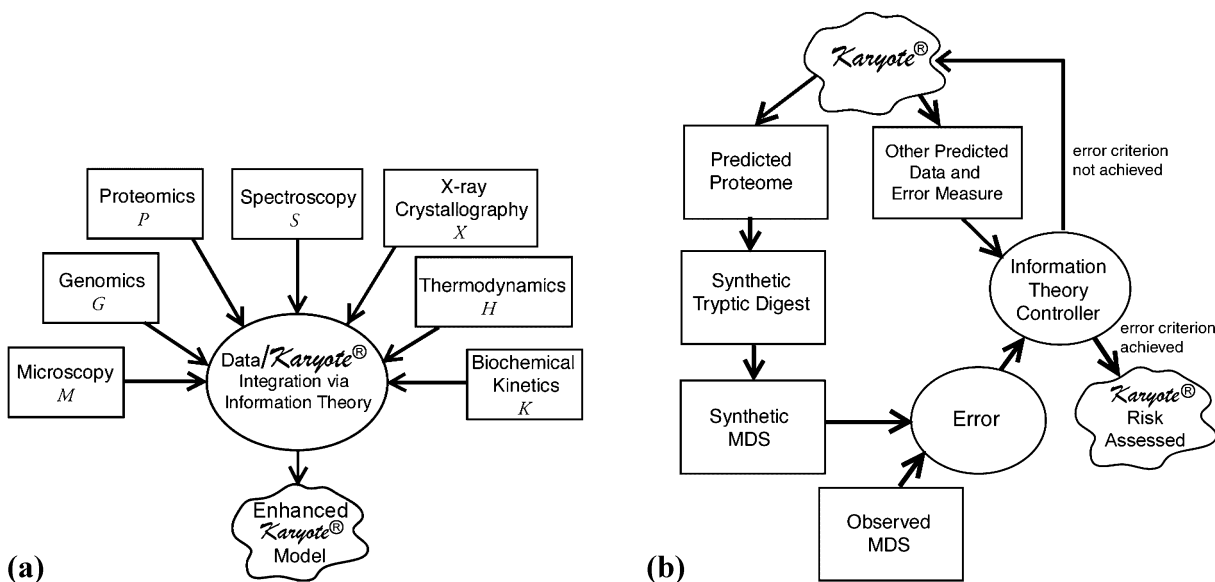 Proteomics
P
Spectroscopy
S
X-ray
Crystallography
X
Genomics
G
Thermodynamics
H
Microscopy
M
Data/Karyote®
Integration via
Information Theory
Biochemical
Kinetics
K
Enhanced
Karyote®
Model
(a)
Karyote®
Predicted
Proteome
Other Predicted
Data and
Error Measure
error criterion
not achieved
Synthetic
Tryptic Digest
Information
Theory
Controller
error criterion
achieved
Synthetic
MDS
Error
Karyote®
Risk
Assessed
Observed
MDS
(b)